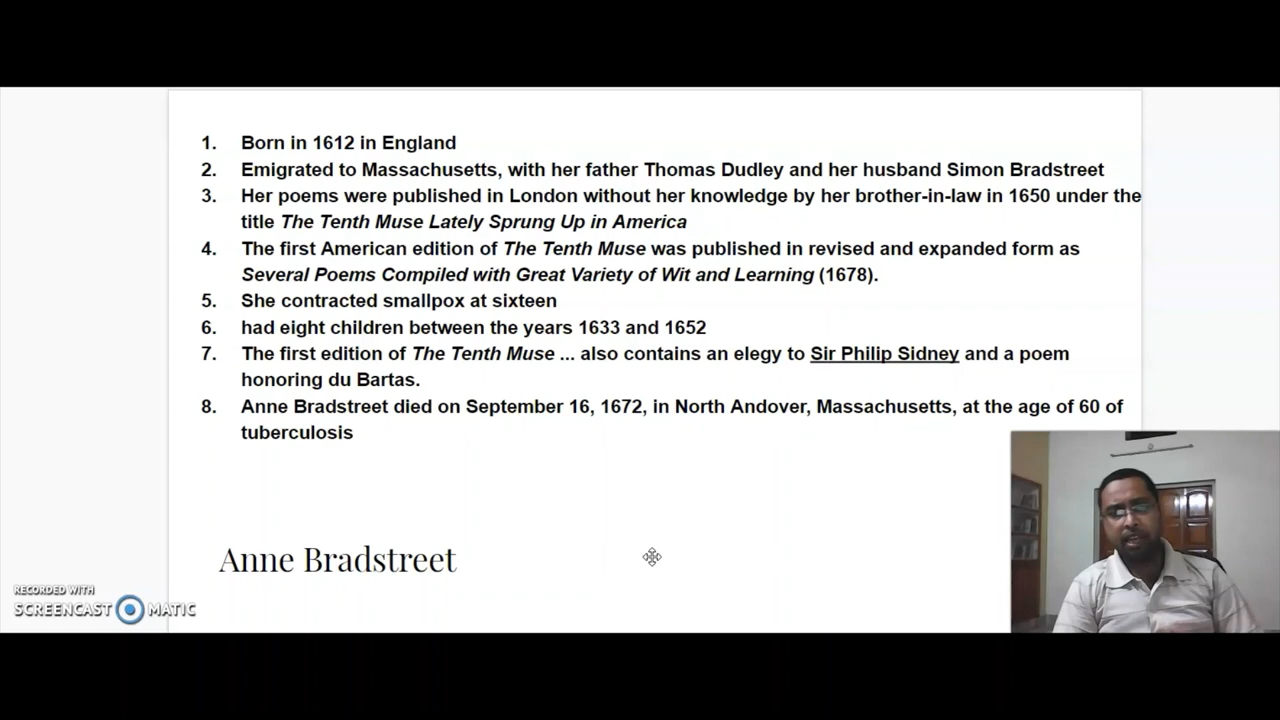 1. Born in 1612 in England
2. Emigrated to Massachusetts, with her father Thomas Dudley and her husband Simon Bradstreet
3. Her poems were published in London without her knowledge by her brother-in-law in 1650 under the
title The Tenth Muse Lately Sprung Up in America
4. The first American edition of The Tenth Muse was published in revised and expanded form as
Several Poems Compiled with Great Variety of Wit and Learning (1678).
5. She contracted smallpox at sixteen
6. had eight children between the years 1633 and 1652
7. The first edition of The Tenth Muse ... also contains an elegy to Sir Philip Sidney and a poem
honoring du Bartas.
8. Anne Bradstreet died on September 16, 1672, in North Andover, Massachusetts, at the age of 60 of
tuberculosis
Anne Bradstreet
RECORDED WITH
SCREENCAST MATIC